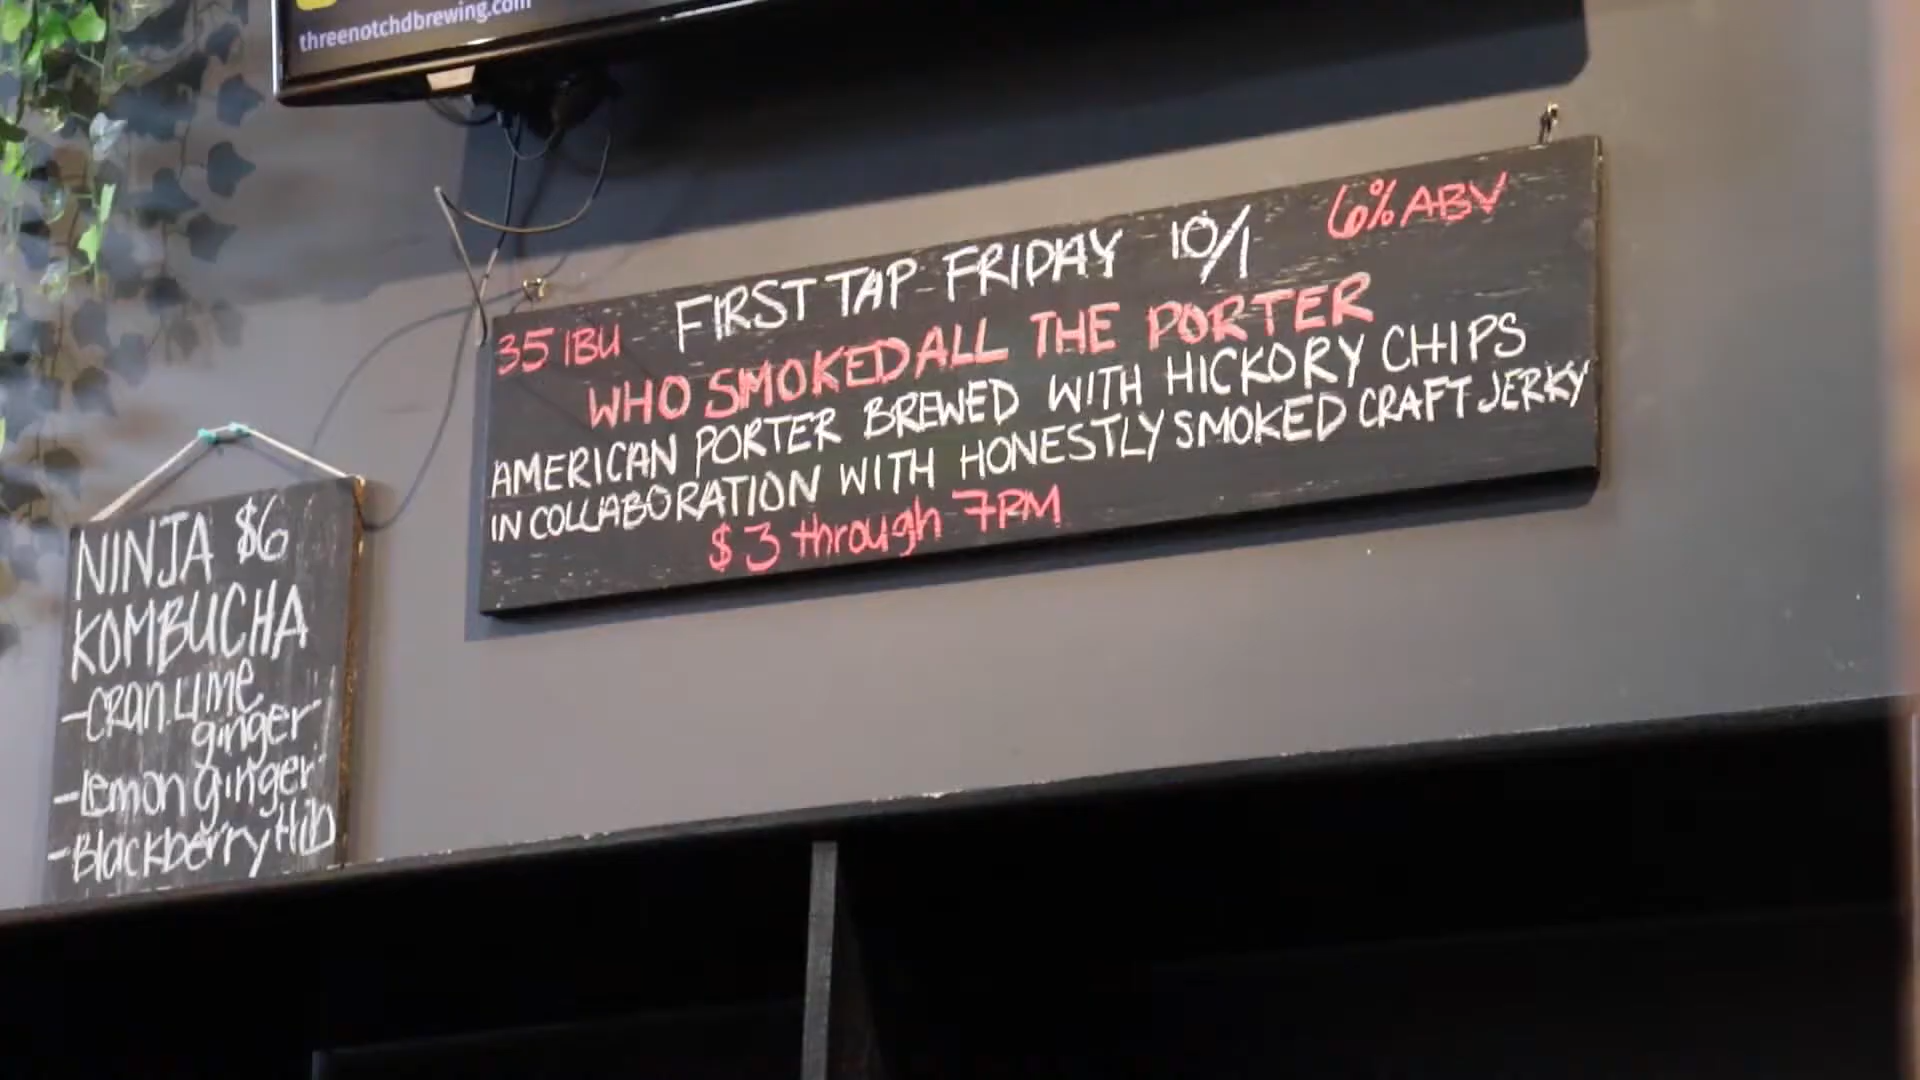 threenotchdbrewing.com
35 IBU FIRST TAP FRIDAY 10/1 6% ABV
WHO SMOKED ALL THE PORTER
AMERICAN PORTER BREWED WITH HICKORY CHIPS
IN COLLABORATION WITH HONESTLY SMOKED CRAFT JERKY
$3 through 7PM
NINJA $6
KOMBUCHA
-CRAN LIME
ginger
-Lemon ginger
-Blackberry Hib